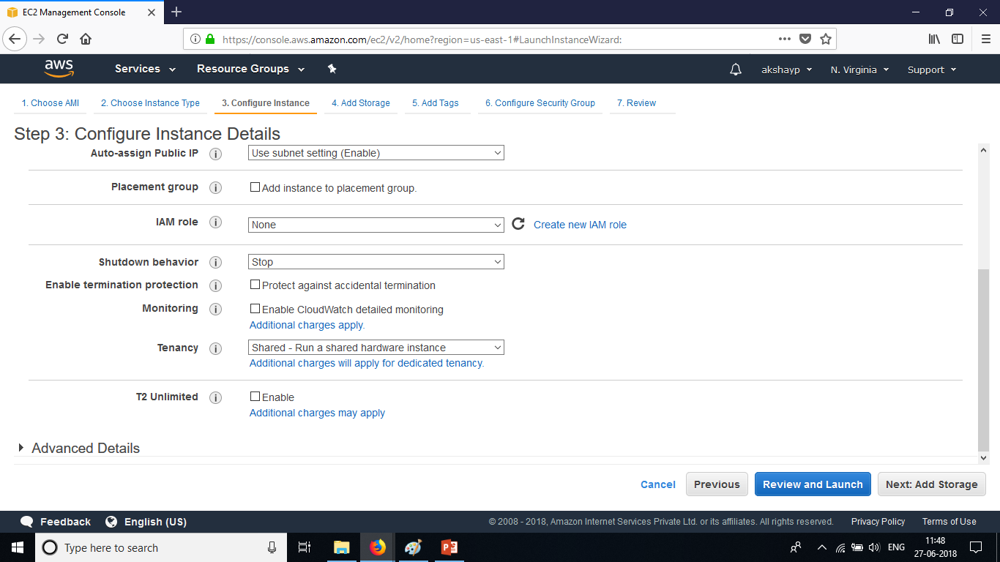 EC2 Management Console
https://console.aws.amazon.com/ec2/v2/home?region=us-east-1#LaunchInstanceWizard:
aws Services Resource Groups akshayp N. Virginia Support
1. Choose AMI 2. Choose Instance Type 3. Configure Instance 4. Add Storage 5. Add Tags 6. Configure Security Group 7. Review
Step 3: Configure Instance Details
Auto-assign Public IP i Use subnet setting (Enable)
Placement group i Add instance to placement group.
IAM role i None Create new IAM role
Shutdown behavior i Stop
Enable termination protection i Protect against accidental termination
Monitoring i Enable CloudWatch detailed monitoring
Additional charges apply.
Tenancy i Shared - Run a shared hardware instance
Additional charges will apply for dedicated tenancy.
T2 Unlimited i Enable
Additional charges may apply
Advanced Details
Cancel Previous Review and Launch Next: Add Storage
Feedback English (US) © 2008 - 2018, Amazon Internet Services Private Ltd. or its affiliates. All rights reserved. Privacy Policy Terms of Use
Type here to search ENG 11:48
27-06-2018